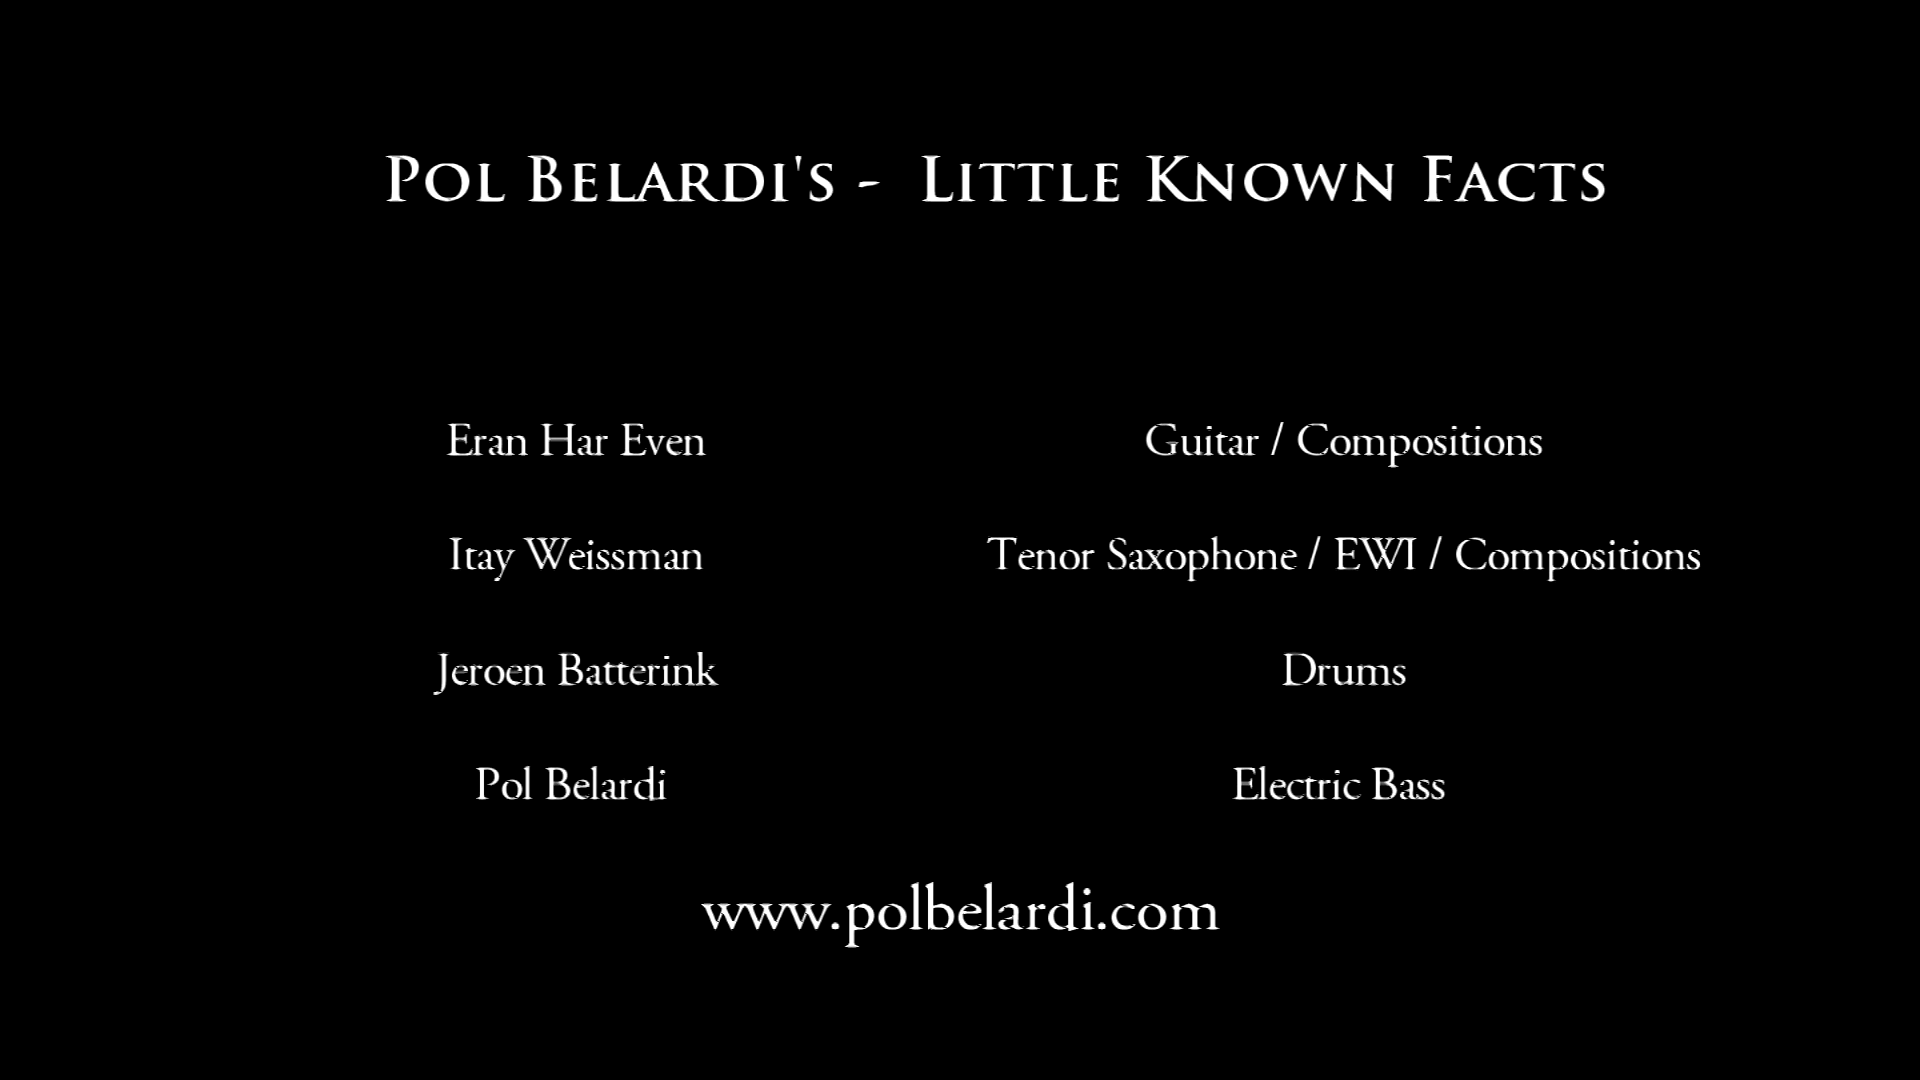 Pol Belardi's - Little Known Facts
Eran Har Even Guitar / Compositions
Itay Weissman Tenor Saxophone / EWI / Compositions
Jeroen Batterink Drums
Pol Belardi Electric Bass
www.polbelardi.com